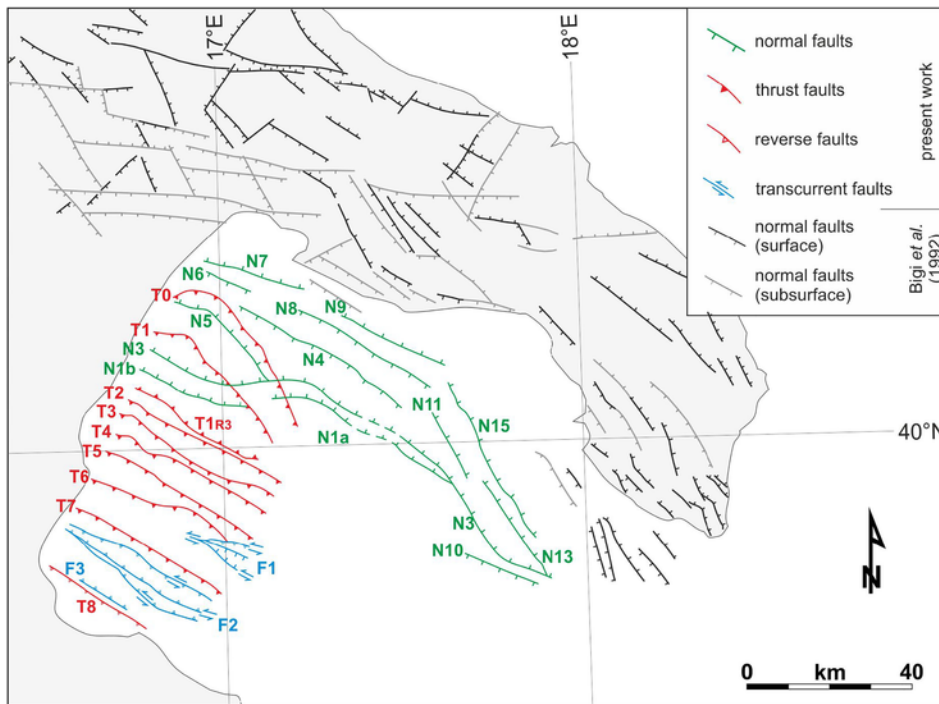 17°E
18°E
normal faults
thrust faults
reverse faults
transcurrent faults
normal faults
(surface)
normal faults
(subsurface)
present work
Bigi et al.
(1992)
N7
N6
T0
N5
N8
N9
T1
N3
N4
N1b
T2
T3
T1R3
N11
N15
N1a
T4
T5
T6
T7
40°N
N3
N10
N13
F1
F3
T8
F2
N
0 km 40